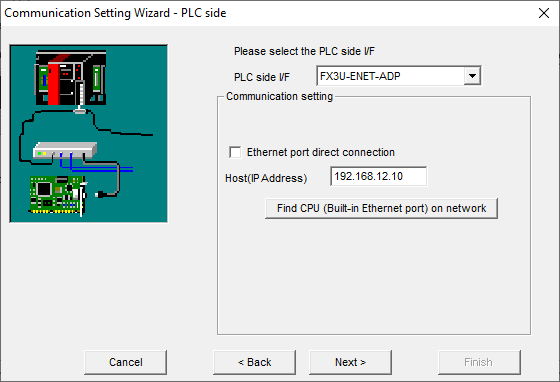 Communication Setting Wizard - PLC side
Please select the PLC side I/F
PLC side I/F FX3U-ENET-ADP
Communication setting
Ethernet port direct connection
Host(IP Address) 192.168.12.10
Find CPU (Built-in Ethernet port) on network
Cancel < Back Next > Finish